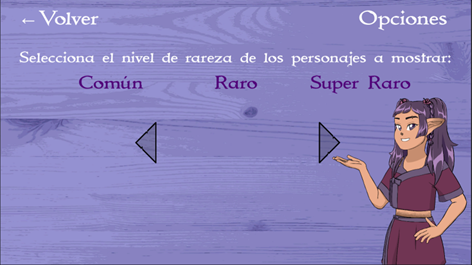 ←Volver
Opciones
Selecciona el nivel de rareza de los personajes a mostrar:
Común Raro Super Raro